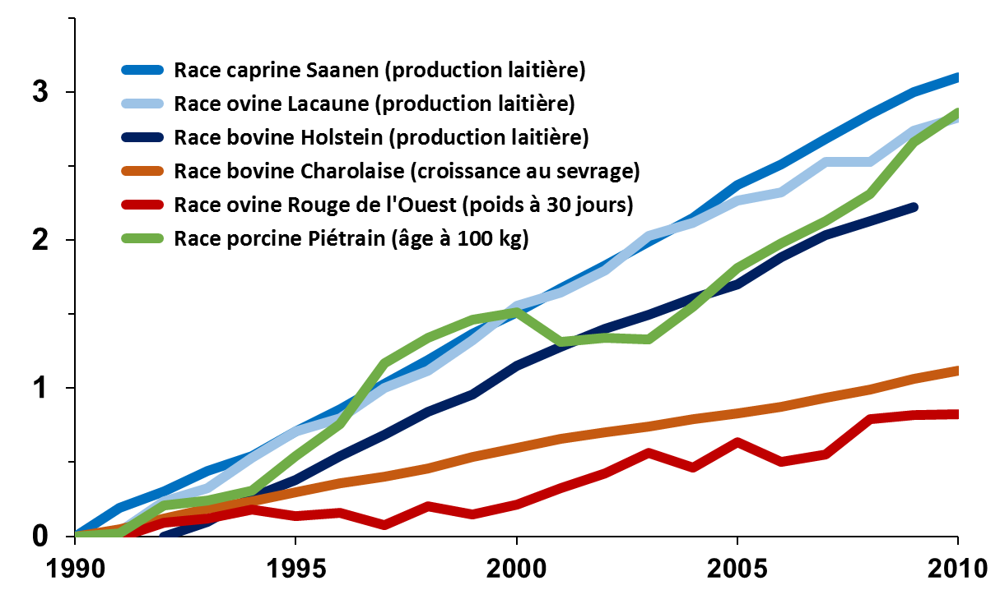 3
Race caprine Saanen (production laitière)
Race ovine Lacaune (production laitière)
Race bovine Holstein (production laitière)
Race bovine Charolaise (croissance au sevrage)
Race ovine Rouge de l'Ouest (poids à 30 jours)
Race porcine Piétrain (âge à 100 kg)
2
1
0
1990 1995 2000 2005 2010